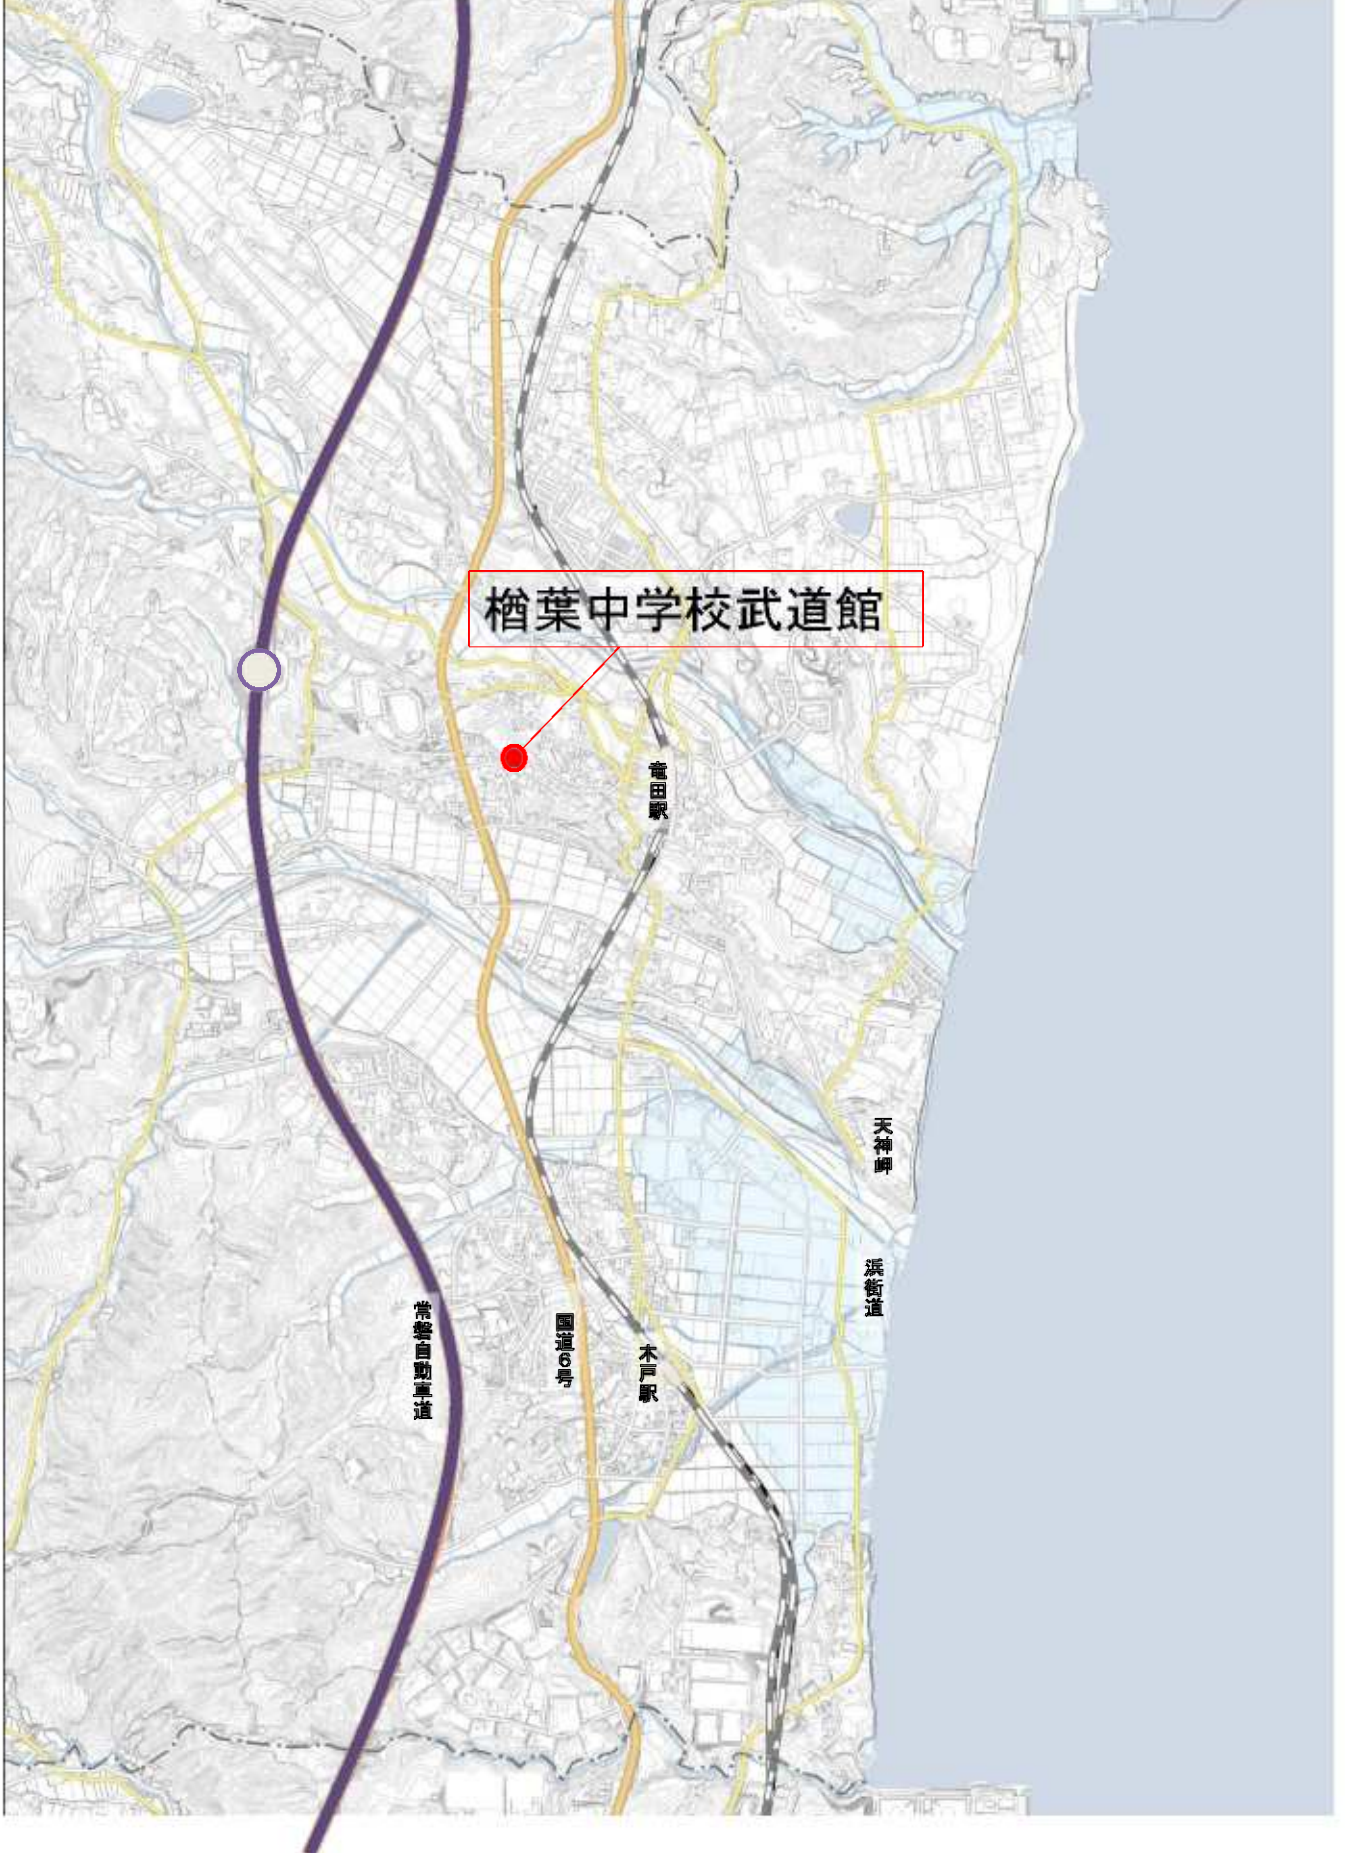 楢葉中学校武道館
竜田駅
天神岬
浜街道
常磐自動車道
国道6号
木戸駅